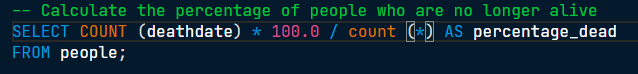 -- Calculate the percentage of people who are no longer alive
SELECT COUNT (deathdate) * 100.0 / count (*) AS percentage_dead
FROM people;